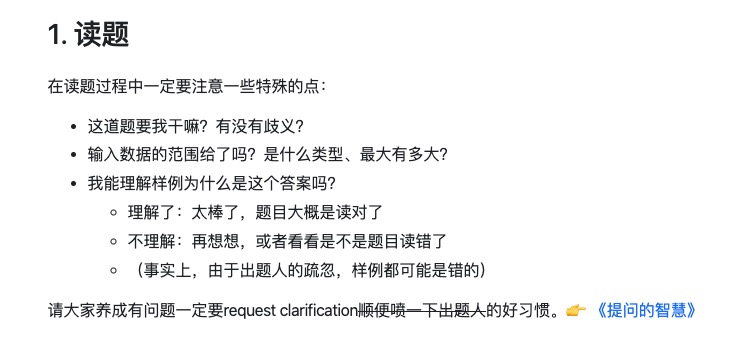 1. 读题
在读题过程中一定要注意一些特殊的点：
• 这道题要我干嘛？有没有歧义？
• 输入数据的范围给了吗？是什么类型、最大有多大？
• 我能理解样例为什么是这个答案吗？
◦ 理解了：太棒了，题目大概是读对了
◦ 不理解：再想想，或者看看是不是题目读错了
◦ （事实上，由于出题人的疏忽，样例都可能是错的）
请大家养成有问题一定要request clarification顺便喷一下出题人的好习惯。👉 《提问的智慧》